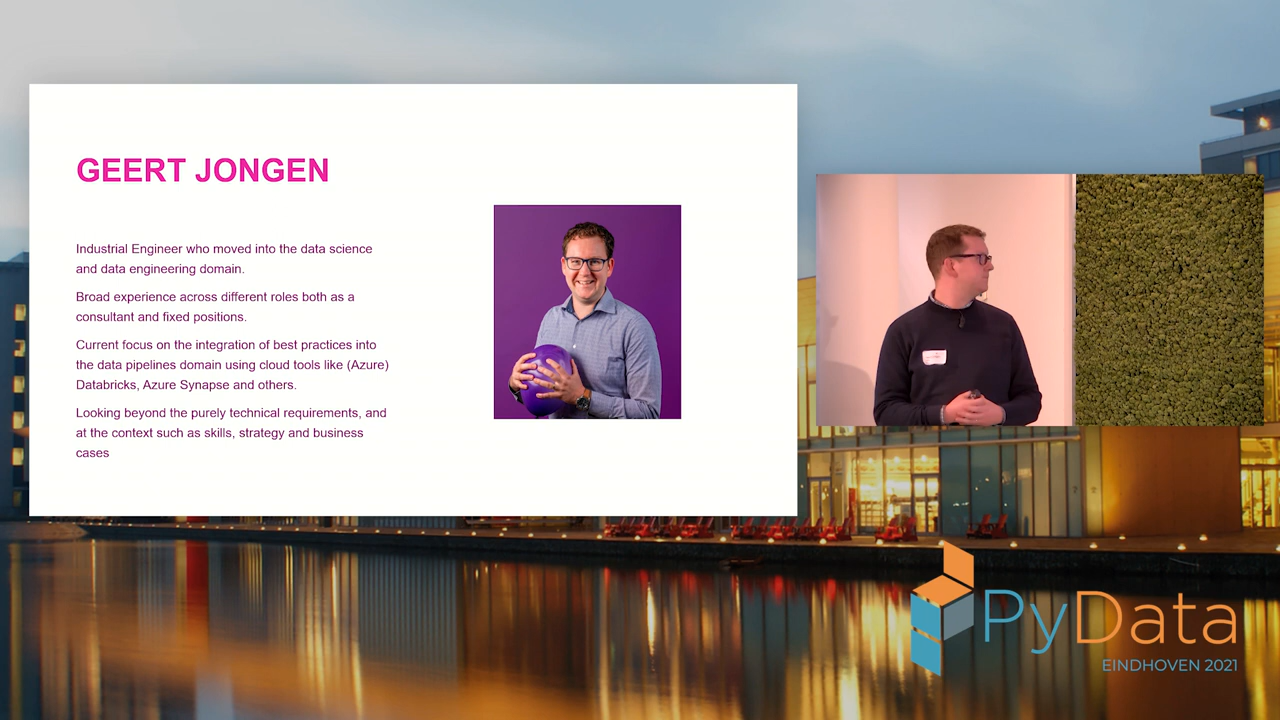 GEERT JONGEN
Industrial Engineer who moved into the data science
and data engineering domain.
Broad experience across different roles both as a
consultant and fixed positions.
Current focus on the integration of best practices into
the data pipelines domain using cloud tools like (Azure)
Databricks, Azure Synapse and others.
Looking beyond the purely technical requirements, and
at the context such as skills, strategy and business
cases
PyData
EINDHOVEN 2021